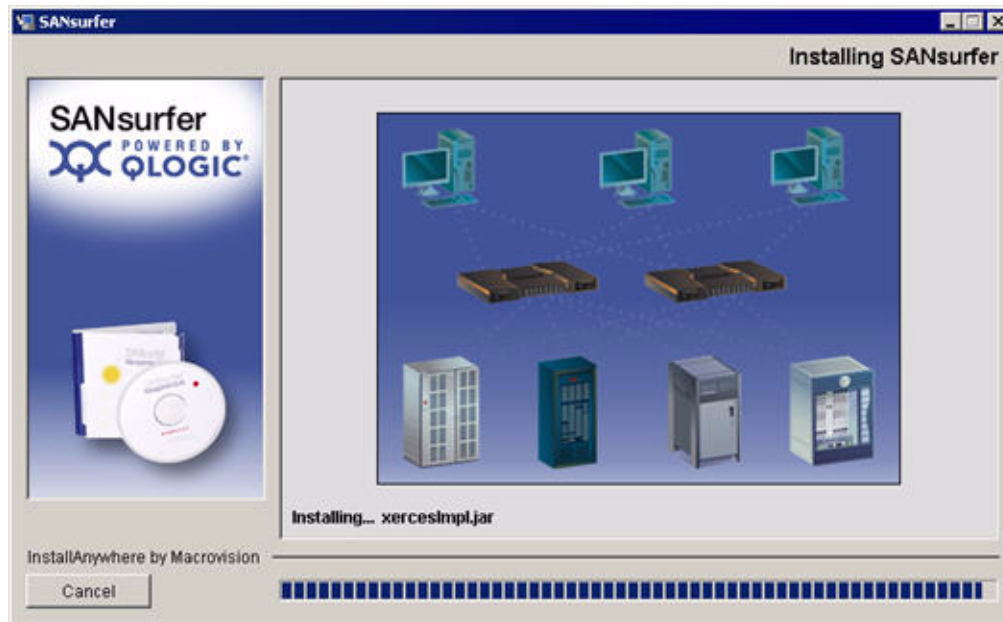 SANsurfer
Installing SANsurfer
SANsurfer
POWERED BY
QLOGIC®
Installing... xercesImpl.jar
InstallAnywhere by Macrovision
Cancel